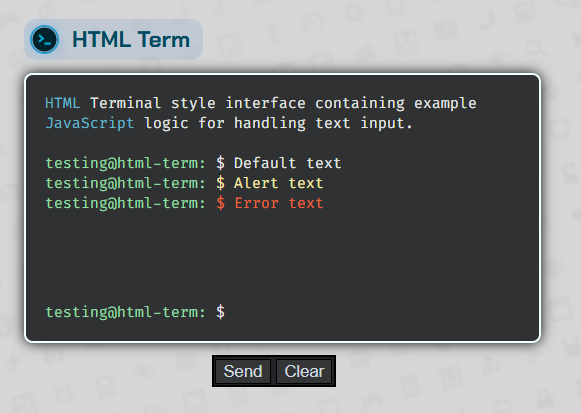 HTML Term
HTML Terminal style interface containing example
JavaScript logic for handling text input.
testing@html-term: $ Default text
testing@html-term: $ Alert text
testing@html-term: $ Error text
testing@html-term: $
Send Clear